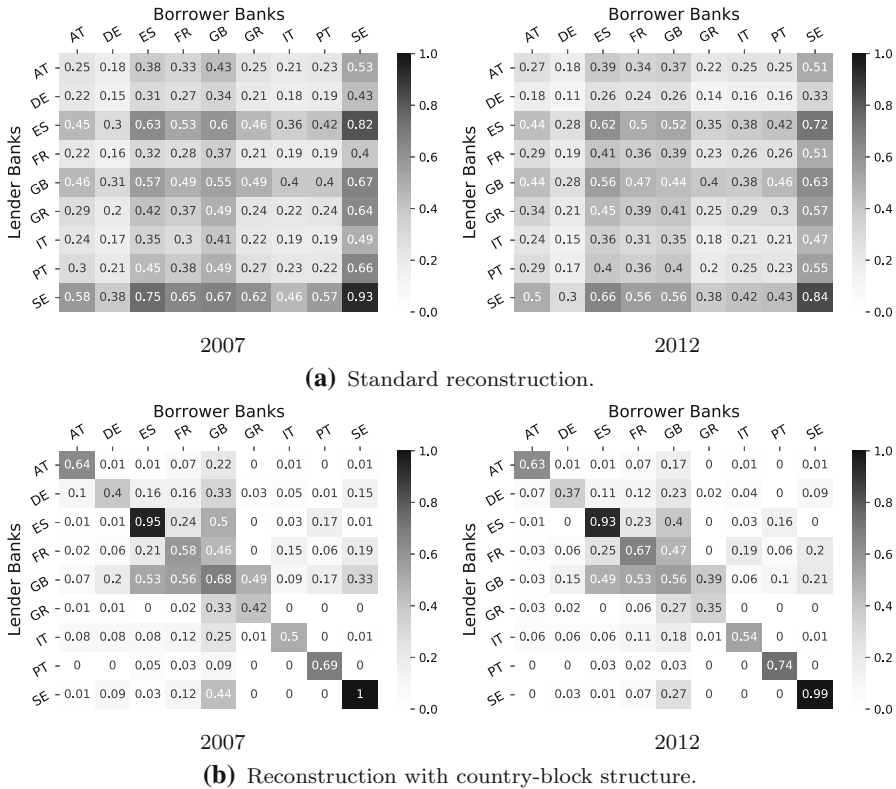 Borrower Banks
AT DE ES FR GB GR IT PT SE
AT 0.25 0.18 0.38 0.33 0.43 0.25 0.21 0.23 0.53
DE 0.22 0.15 0.31 0.27 0.34 0.21 0.18 0.19 0.43
ES 0.45 0.3 0.63 0.53 0.6 0.46 0.36 0.42 0.82
FR 0.22 0.16 0.32 0.28 0.37 0.21 0.19 0.19 0.4
GB 0.46 0.31 0.57 0.49 0.55 0.49 0.4 0.4 0.67
GR 0.29 0.2 0.42 0.37 0.49 0.24 0.22 0.24 0.64
IT 0.24 0.17 0.35 0.3 0.41 0.22 0.19 0.19 0.49
PT 0.3 0.21 0.45 0.38 0.49 0.27 0.23 0.22 0.66
SE 0.58 0.38 0.75 0.65 0.67 0.62 0.46 0.57 0.93
Lender Banks
1.0
0.8
0.6
0.4
0.2
0.0
2007
Borrower Banks
AT DE ES FR GB GR IT PT SE
AT 0.27 0.18 0.39 0.34 0.37 0.22 0.25 0.25 0.51
DE 0.18 0.11 0.26 0.24 0.26 0.14 0.16 0.16 0.33
ES 0.44 0.28 0.62 0.5 0.52 0.35 0.38 0.42 0.72
FR 0.29 0.19 0.41 0.36 0.39 0.23 0.26 0.26 0.51
GB 0.44 0.28 0.56 0.47 0.44 0.4 0.38 0.46 0.63
GR 0.34 0.21 0.45 0.39 0.41 0.25 0.29 0.3 0.57
IT 0.24 0.15 0.36 0.31 0.35 0.18 0.21 0.21 0.47
PT 0.29 0.17 0.4 0.36 0.4 0.2 0.25 0.23 0.55
SE 0.5 0.3 0.66 0.56 0.56 0.38 0.42 0.43 0.84
Lender Banks
1.0
0.8
0.6
0.4
0.2
0.0
2012
(a) Standard reconstruction.
Borrower Banks
AT DE ES FR GB GR IT PT SE
AT 0.64 0.01 0.01 0.07 0.22 0 0.01 0 0.01
DE 0.1 0.4 0.16 0.16 0.33 0.03 0.05 0.01 0.15
ES 0.01 0.01 0.95 0.24 0.5 0 0.03 0.17 0.01
FR 0.02 0.06 0.21 0.58 0.46 0 0.15 0.06 0.19
GB 0.07 0.2 0.53 0.56 0.68 0.49 0.09 0.17 0.33
GR 0.01 0.01 0 0.02 0.33 0.42 0 0 0
IT 0.08 0.08 0.08 0.12 0.25 0.01 0.5 0 0.01
PT 0 0 0.05 0.03 0.09 0 0 0.69 0
SE 0.01 0.09 0.03 0.12 0.44 0 0 0 1
Lender Banks
1.0
0.8
0.6
0.4
0.2
0.0
2007
Borrower Banks
AT DE ES FR GB GR IT PT SE
AT 0.63 0.01 0.01 0.07 0.17 0 0.01 0 0.01
DE 0.07 0.37 0.11 0.12 0.23 0.02 0.04 0 0.09
ES 0.01 0.01 0.93 0.23 0.4 0 0.03 0.16 0
FR 0.03 0.06 0.25 0.67 0.47 0 0.19 0.06 0.2
GB 0.03 0.15 0.49 0.53 0.56 0.39 0.06 0.1 0.21
GR 0.03 0.02 0 0.06 0.27 0.35 0 0 0
IT 0.06 0.06 0.06 0.11 0.18 0.01 0.54 0 0.01
PT 0 0 0.03 0.02 0.03 0 0 0.74 0
SE 0 0.03 0.01 0.07 0.27 0 0 0 0.99
Lender Banks
1.0
0.8
0.6
0.4
0.2
0.0
2012
(b) Reconstruction with country-block structure.